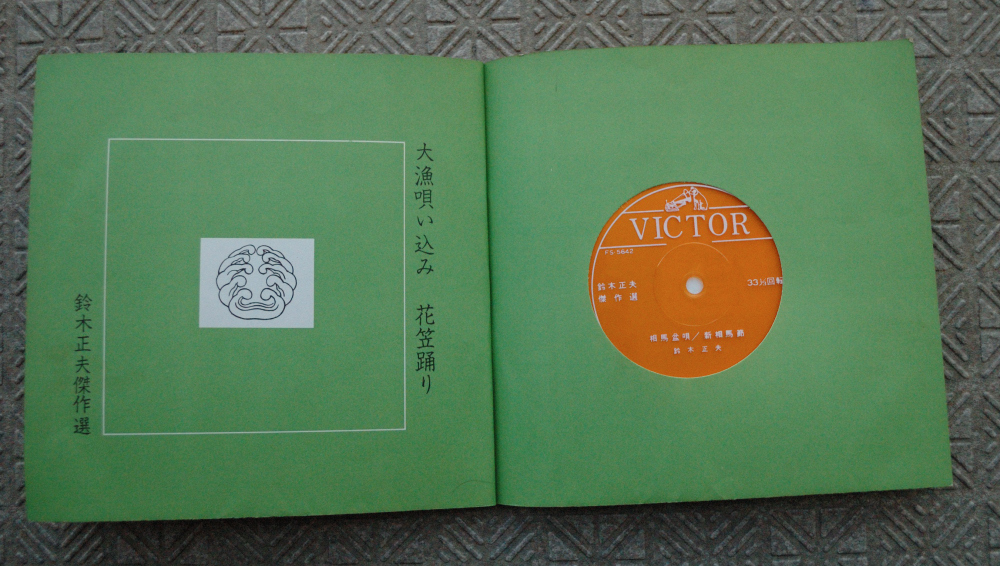 大漁唄い込み 花笠踊り
鈴木正夫傑作選
VICTOR
FS-5642
鈴木正夫
傑作選
33⅓回転
相馬盆唄／新相馬節
鈴木正夫